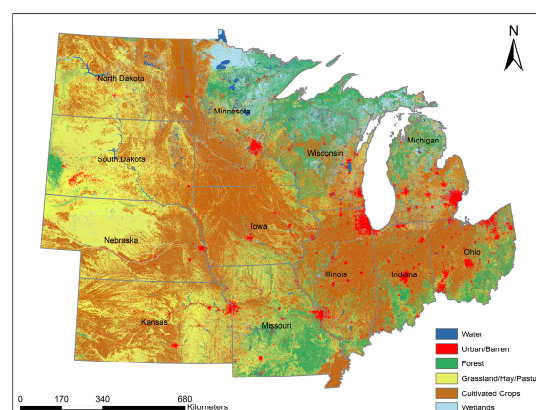 N
North Dakota
Minnesota
South Dakota
Wisconsin
Michigan
Nebraska
Iowa
Illinois
Indiana
Ohio
Kansas
Missouri
Water
Urban/Barren
Forest
Grassland/Hay/Pastu
Cultivated Crops
Wetlands
0 170 340 680
Kilometers